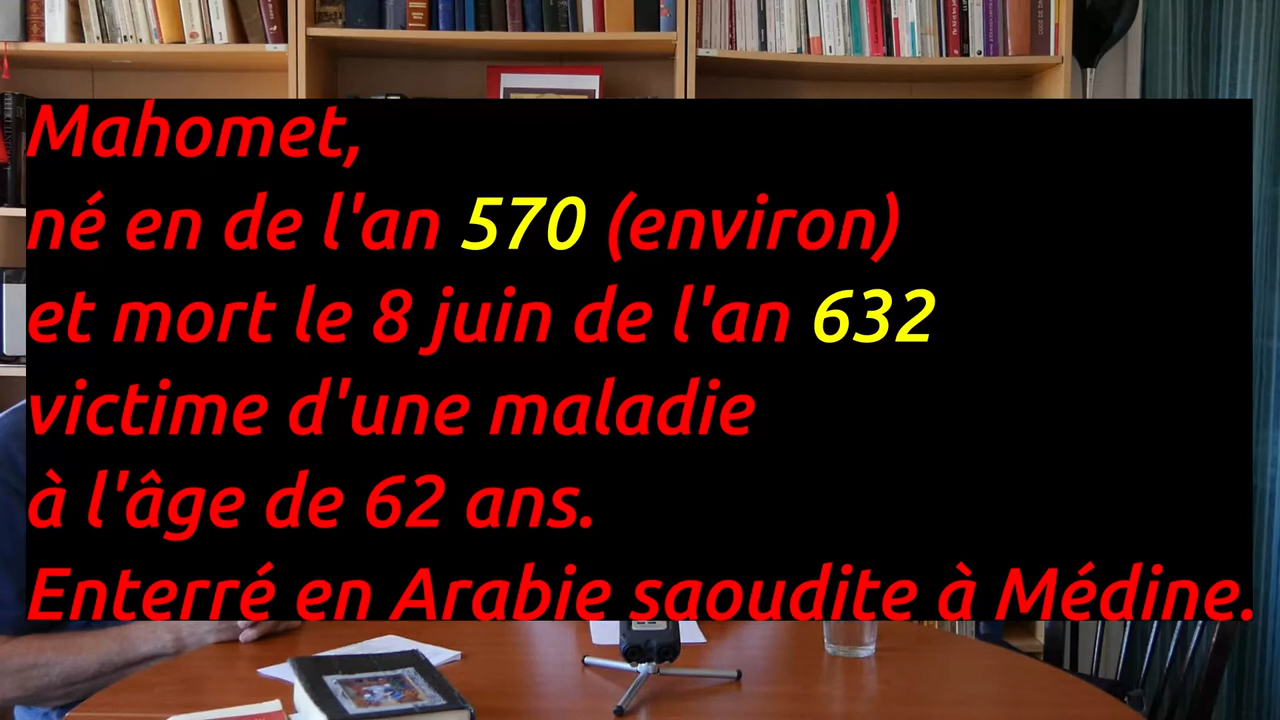 Mahomet,
né en de l'an 570 (environ)
et mort le 8 juin de l'an 632
victime d'une maladie
à l'âge de 62 ans.
Enterré en Arabie saoudite à Médine.